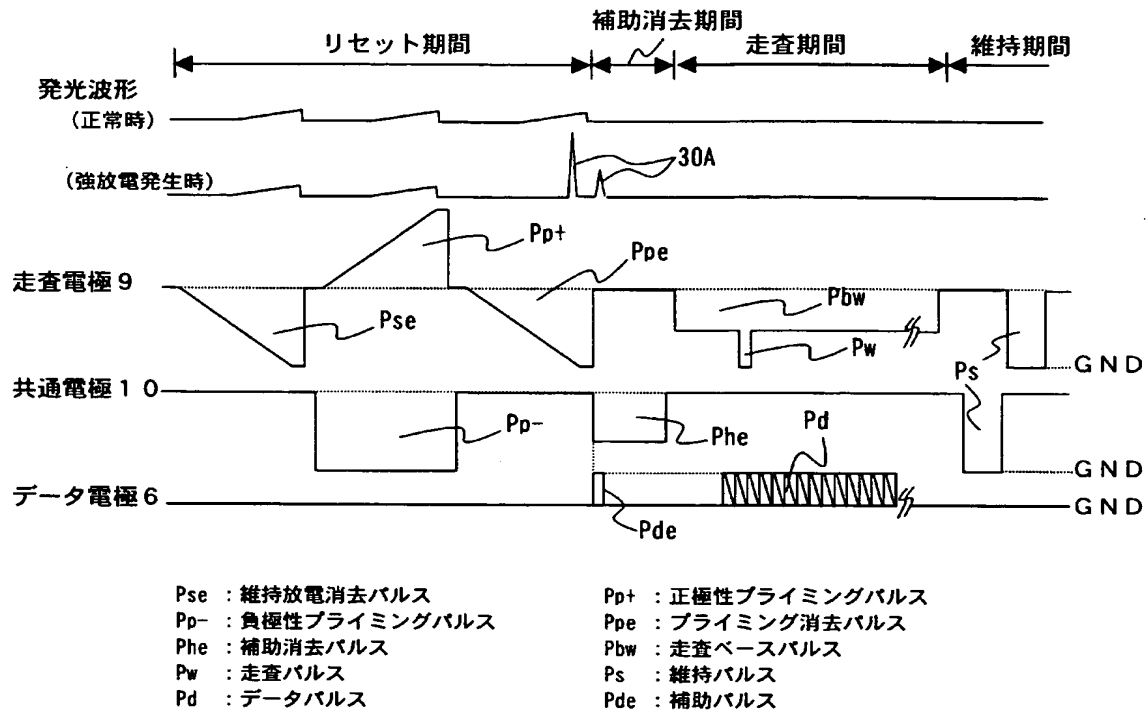 補助消去期間
リセット期間
走査期間
維持期間
発光波形
(正常時)
30A
(強放電発生時)
Pp+
Ppe
走査電極9
Pbw
Pse
Pw
Ps
GND
共通電極10
Pp-
Phe
Pd
GND
データ電極6
GND
Pde
Pse :維持放電消去パルス
Pp+ :正極性プライミングパルス
Pp- :負極性プライミングパルス
Ppe :プライミング消去パルス
Phe :補助消去パルス
Pbw :走査ベースパルス
Pw :走査パルス
Ps :維持パルス
Pd :データパルス
Pde :補助パルス